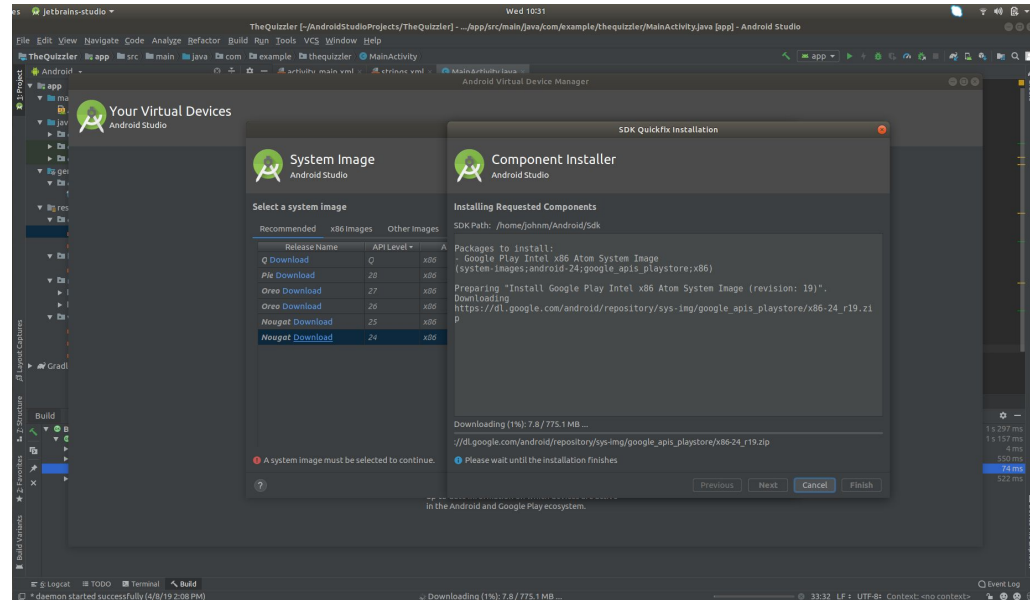 es jetbrains-studio Wed 10:31
TheQuizzler [~/AndroidStudioProjects/TheQuizzler] - .../app/src/main/java/com/example/thequizzler/MainActivity.java [app] - Android Studio
File Edit View Navigate Code Analyze Refactor Build Run Tools VCS Window Help
TheQuizzler app src main java com example thequizzler MainActivity app
Android activity_main.xml strings.xml MainActivity.java
Android Virtual Device Manager
1: Project
app
ma
jav
ge
res
Gradl
Your Virtual Devices
Android Studio
System Image
Android Studio
Select a system image
Recommended x86 Images Other Images
Release Name API Level A
Q Download Q x86
Pie Download 28 x86
Oreo Download 27 x86
Oreo Download 26 x86
Nougat Download 25 x86
Nougat Download 24 x86
A system image must be selected to continue.
?
SDK Quickfix Installation
Component Installer
Android Studio
Installing Requested Components
SDK Path: /home/johnm/Android/Sdk
Packages to install:
- Google Play Intel x86 Atom System Image
(system-images;android-24;google_apis_playstore;x86)
Preparing "Install Google Play Intel x86 Atom System Image (revision: 19)".
Downloading
https://dl.google.com/android/repository/sys-img/google_apis_playstore/x86-24_r19.zi
p
Downloading (1%): 7.8 / 775.1 MB ...
://dl.google.com/android/repository/sys-img/google_apis_playstore/x86-24_r19.zip
Please wait until the installation finishes
Previous Next Cancel Finish
in the Android and Google Play ecosystem.
Layout Captures
Z: Structure
2: Favorites
Build Variants
Build
B
1 s 297 ms
1 s 157 ms
4 ms
550 ms
74 ms
522 ms
6: Logcat TODO Terminal Build Event Log
* daemon started successfully (4/8/19 2:08 PM) Downloading (1%): 7.8 / 775.1 MB ... 33:32 LF UTF-8 Context: <no context>